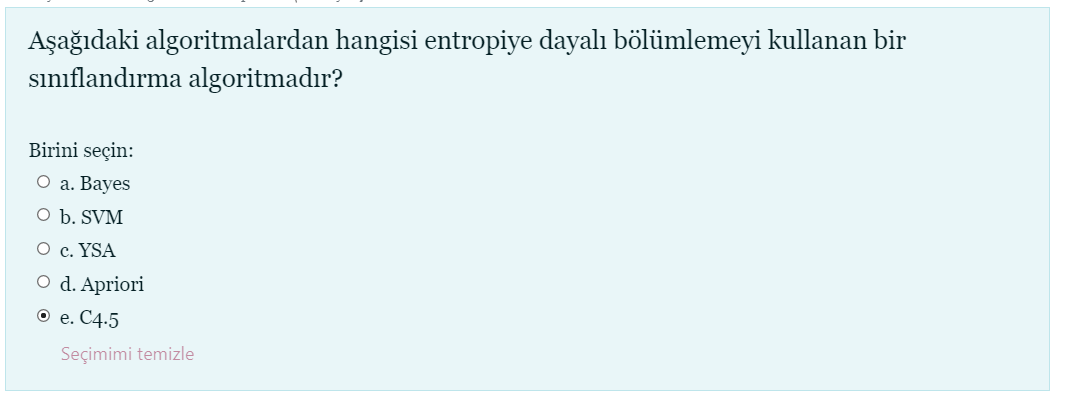 Aşağıdaki algoritmalardan hangisi entropiye dayalı bölümlemeyi kullanan bir
sınıflandırma algoritmadır?
Birini seçin:
a. Bayes
b. SVM
c. YSA
d. Apriori
e. C4.5
Seçimimi temizle